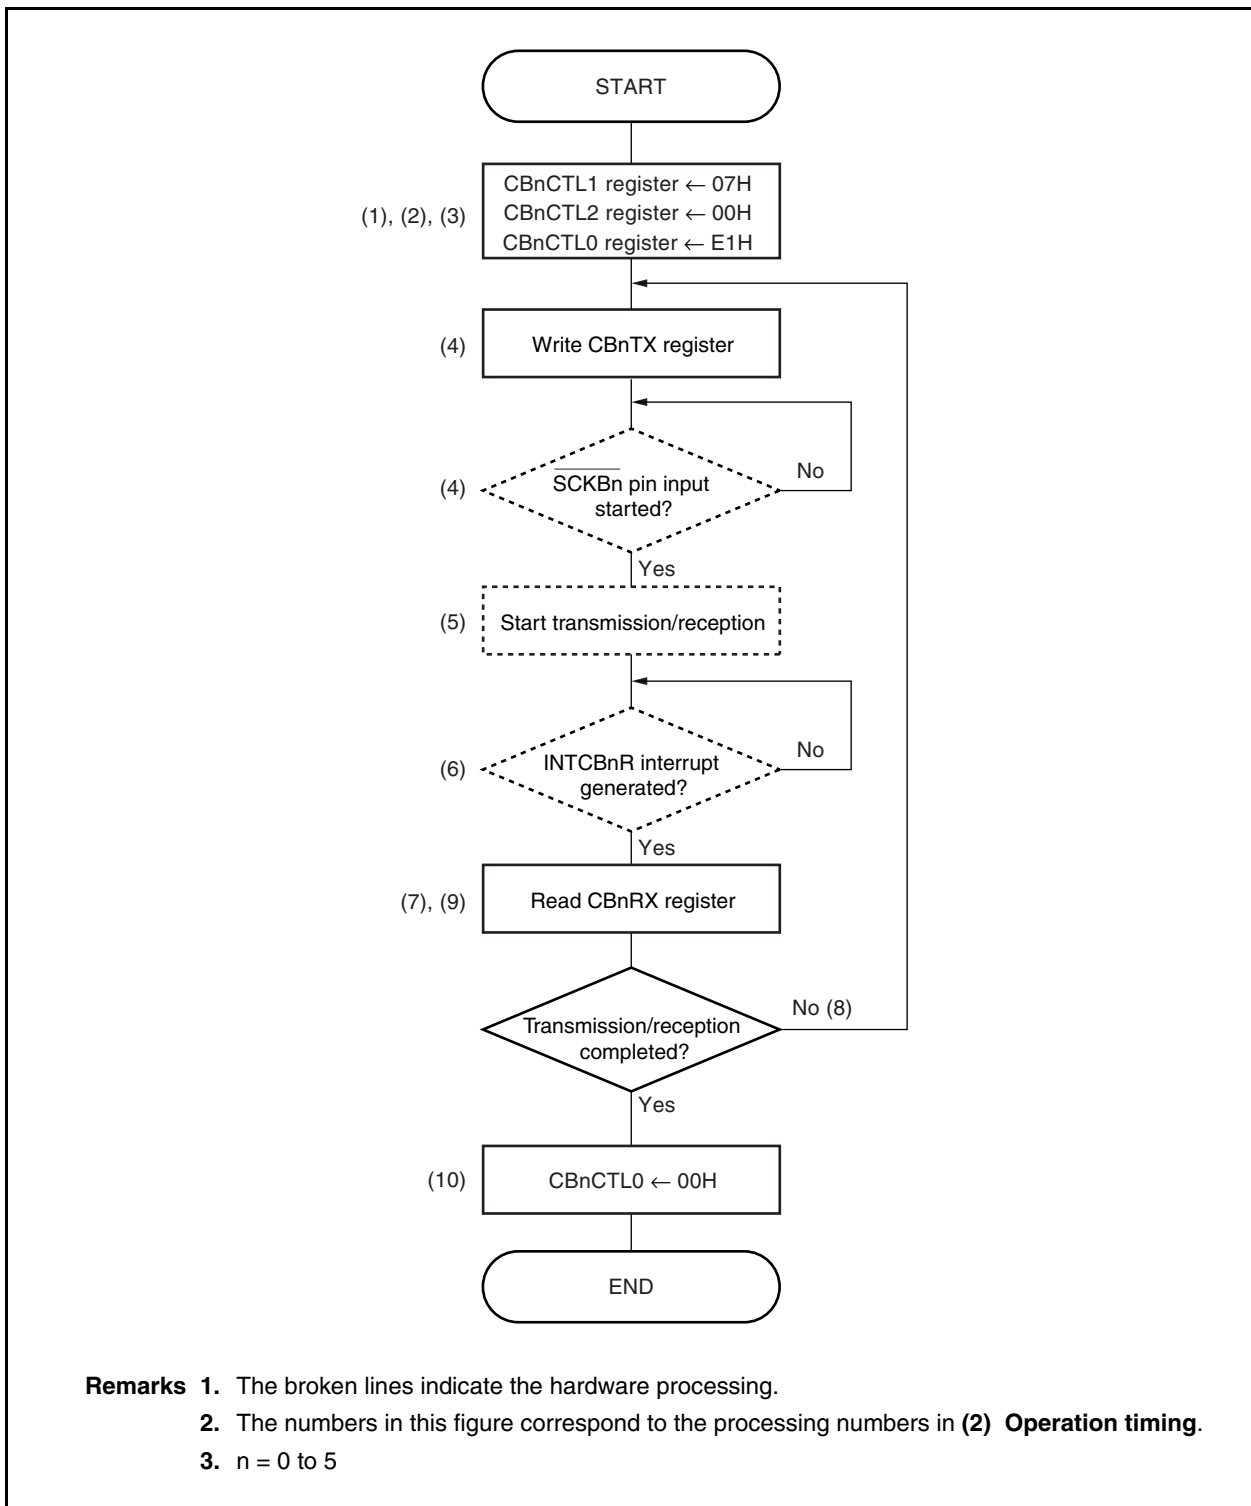 START
CBnCTL1 register ← 07H
(1), (2), (3)
CBnCTL2 register ← 00H
CBnCTL0 register ← E1H
(4)
Write CBnTX register
(4)
SCKBn pin input
started?
No
Yes
(5)
Start transmission/reception
(6)
INTCBnR interrupt
generated?
No
Yes
(7), (9)
Read CBnRX register
Transmission/reception
completed?
No (8)
Yes
(10)
CBnCTL0 ← 00H
END
Remarks 1. The broken lines indicate the hardware processing.
2. The numbers in this figure correspond to the processing numbers in (2) Operation timing.
3. n = 0 to 5